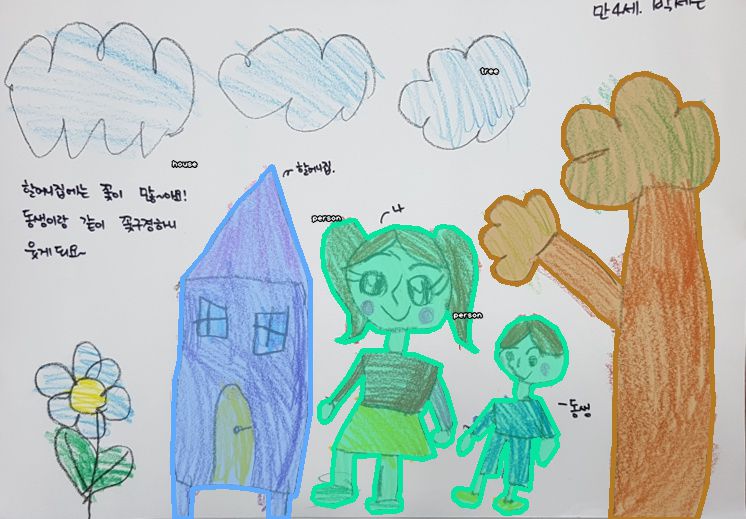 만4세. 박세은
house
tree
할머니집.
할머니집에는 꽃이 많~아요!
동생이랑 같이 꽃구경하니
웃게돼요~
person
나
person
동생